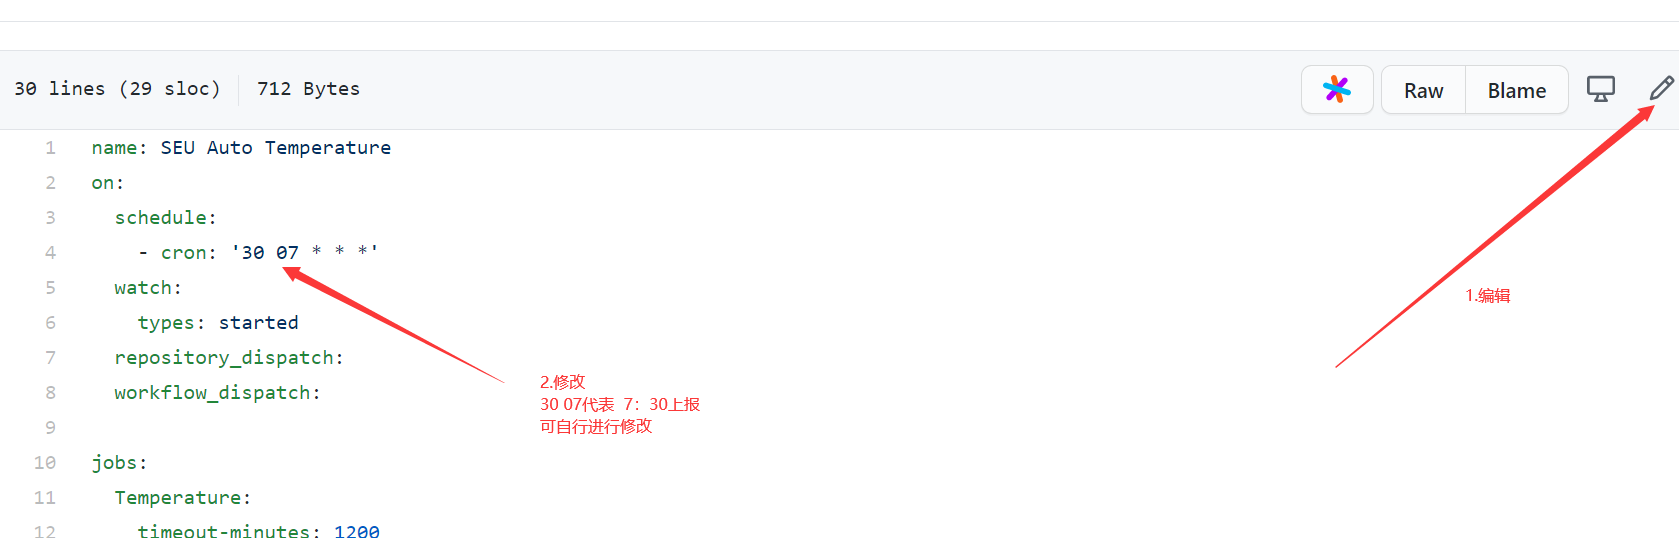 30 lines (29 sloc) 712 Bytes
Raw Blame
1 name: SEU Auto Temperature
2 on:
3 schedule:
4 - cron: '30 07 * * *'
5 watch:
6 types: started
7 repository_dispatch:
8 workflow_dispatch:
9
10 jobs:
11 Temperature:
12 timeout-minutes: 1200
1.编辑
2.修改
30 07代表 7：30上报
可自行进行修改